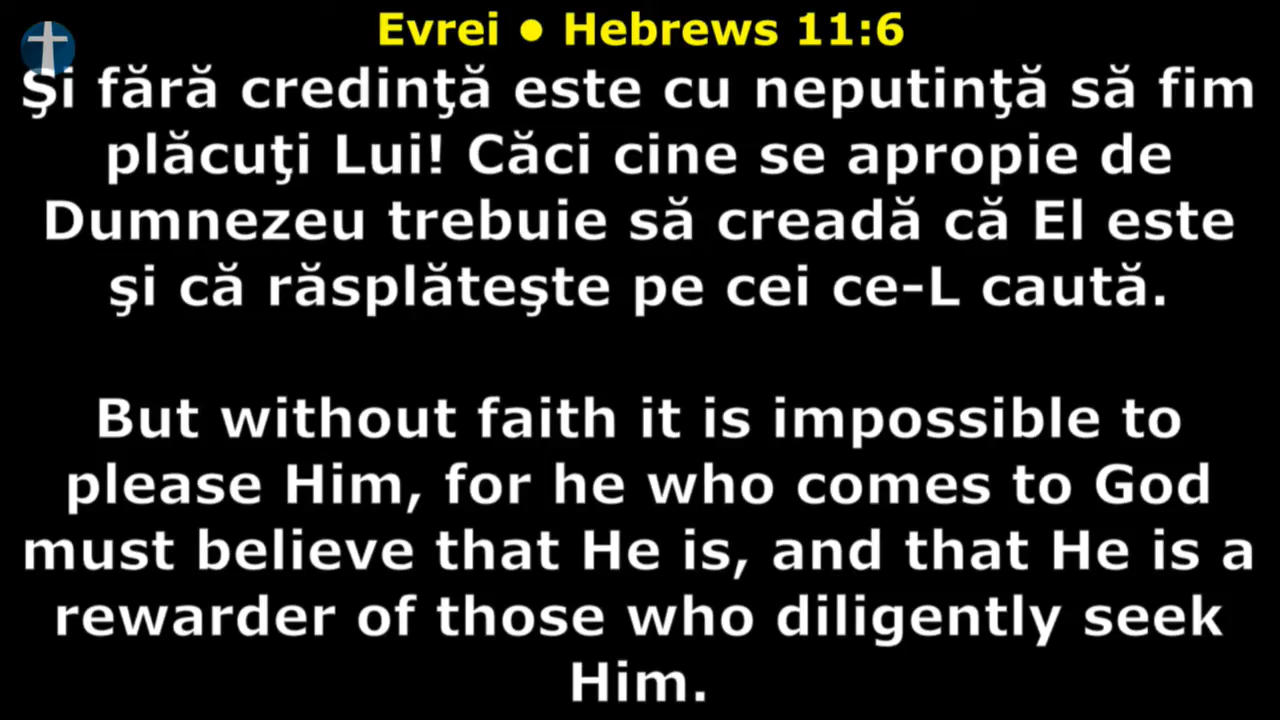 Evrei ● Hebrews 11:6
Şi fără credinţă este cu neputinţă să fim
plăcuţi Lui! Căci cine se apropie de
Dumnezeu trebuie să creadă că El este
şi că răsplăteşte pe cei ce-L caută.
But without faith it is impossible to
please Him, for he who comes to God
must believe that He is, and that He is a
rewarder of those who diligently seek
Him.